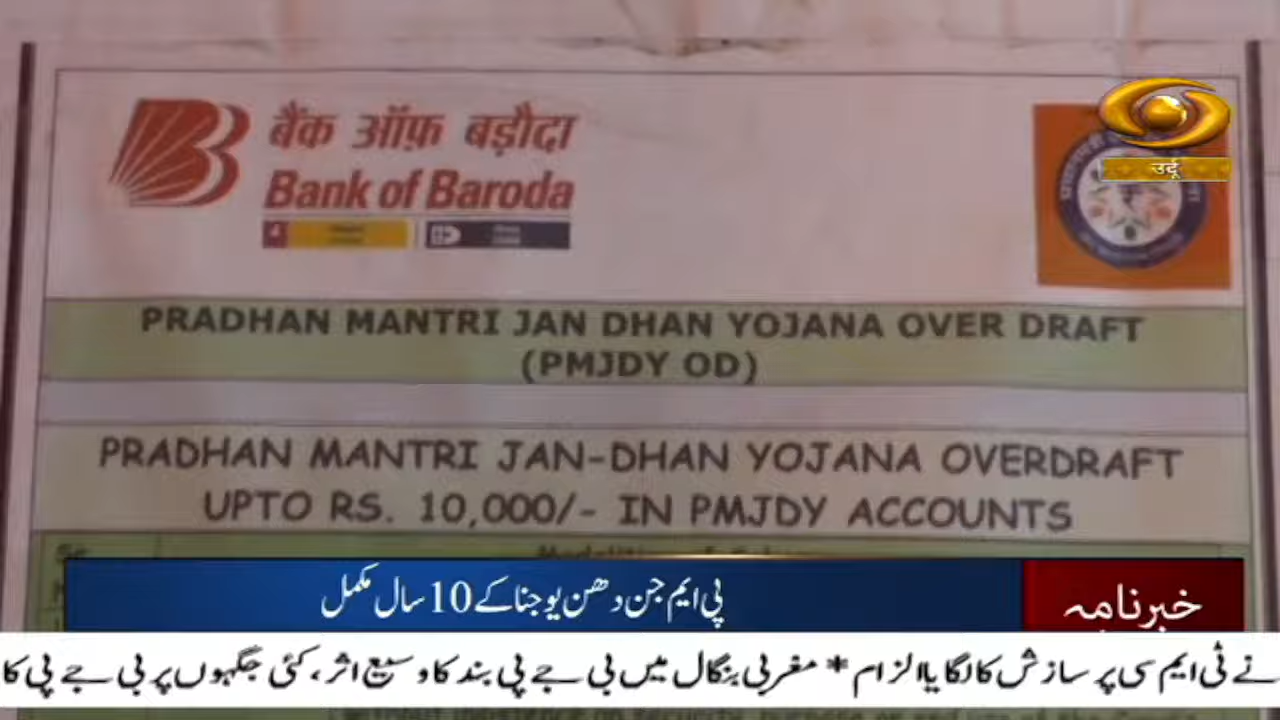 बैंक ऑफ़ बड़ौदा
Bank of Baroda
उर्दू
PRADHAN MANTRI JAN DHAN YOJANA OVER DRAFT
(PMJDY OD)
PRADHAN MANTRI JAN-DHAN YOJANA OVERDRAFT
UPTO RS. 10,000/- IN PMJDY ACCOUNTS
Sr
پی ایم جن دھن یوجنا کے 10 سال مکمل
خبرنامہ
نے ٹی ایم سی پر سازش کا لگایا الزام * مغربی بنگال میں بی جے پی بند کا وسیع اثر، کئی جگہوں پر بی جے پی کا